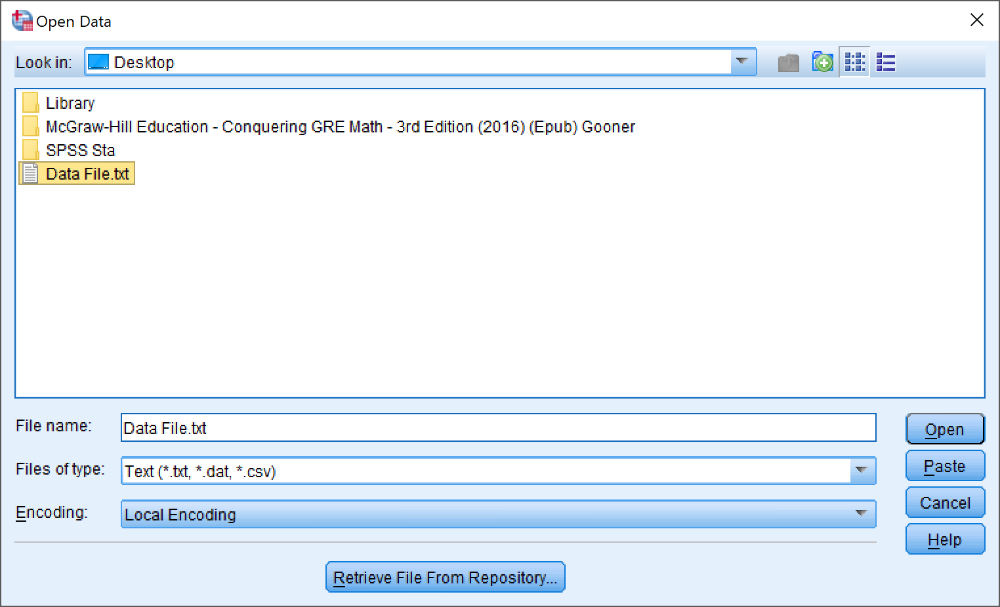 Open Data
Look in: Desktop
Library
McGraw-Hill Education - Conquering GRE Math - 3rd Edition (2016) (Epub) Gooner
SPSS Sta
Data File.txt
File name: Data File.txt Open
Files of type: Text (*.txt, *.dat, *.csv) Paste
Encoding: Local Encoding Cancel
Help
Retrieve File From Repository...